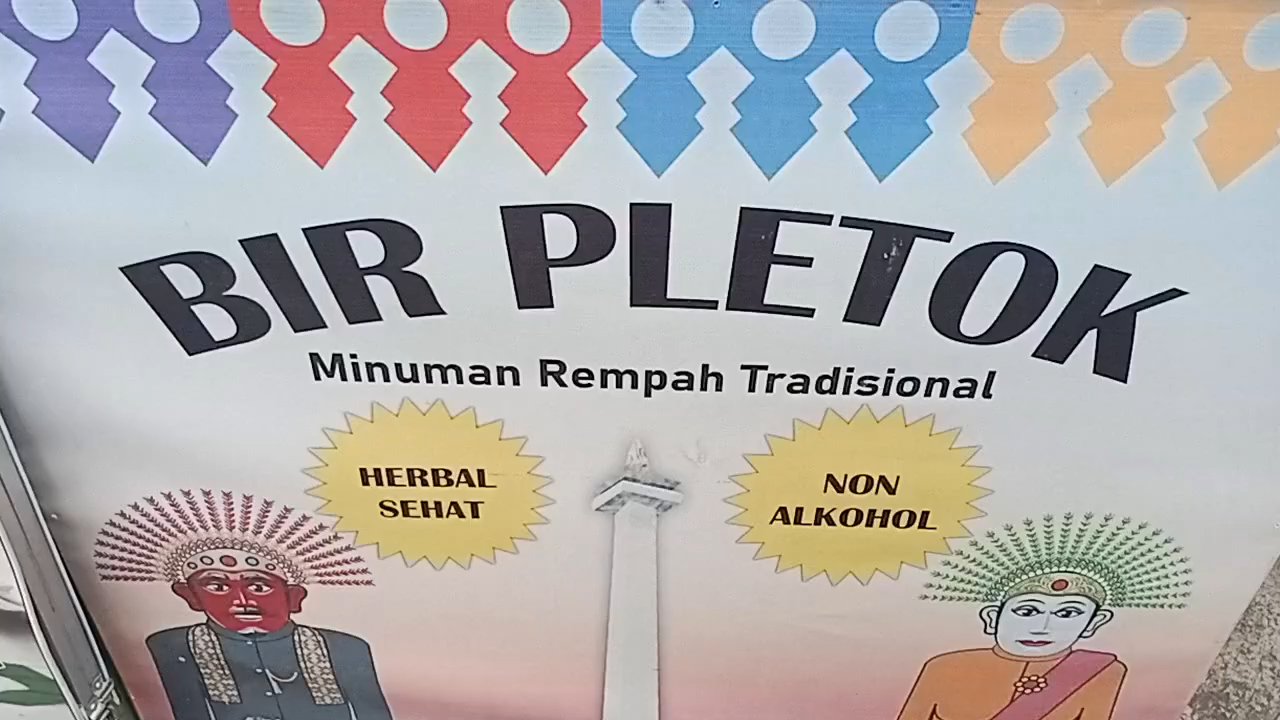 BIR PLETOK
Minuman Rempah Tradisional
HERBAL
SEHAT
NON
ALKOHOL